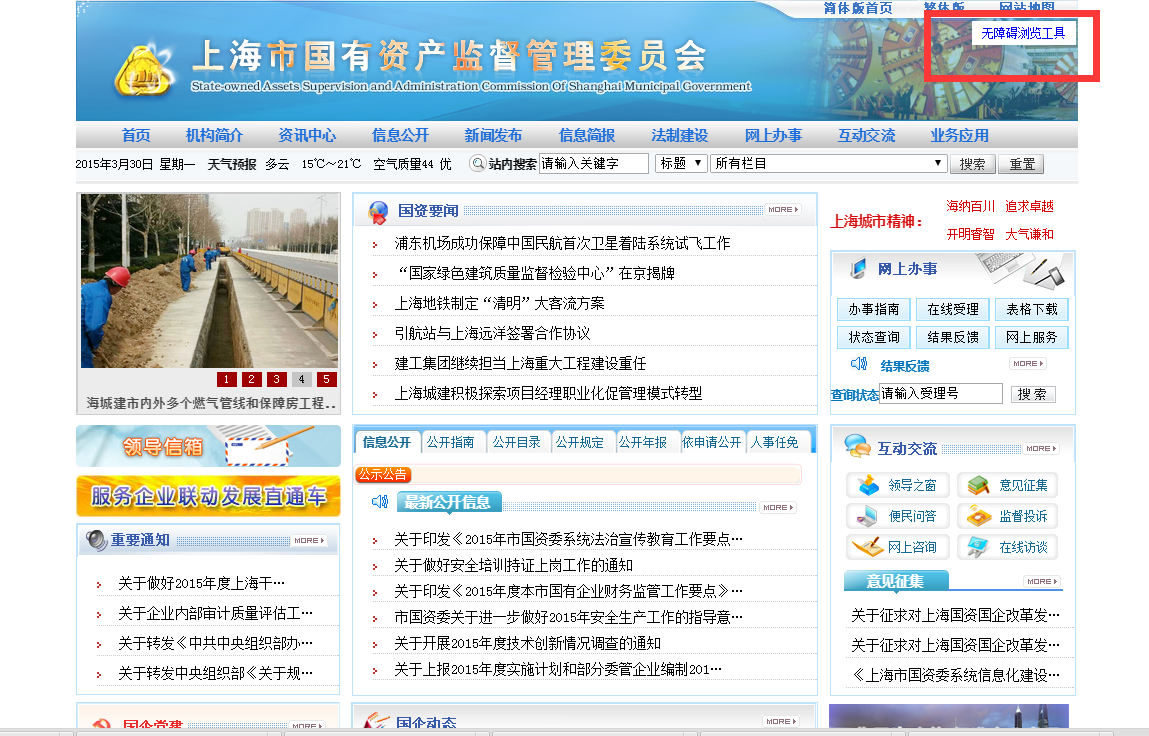 简体版首页 繁体版 网站地图
无障碍浏览工具
上海市国有资产监督管理委员会
State-owned Assets Supervision and Administration Commission Of Shanghai Municipal Government
首页 机构简介 资讯中心 信息公开 新闻发布 信息简报 法制建设 网上办事 互动交流 业务应用
2015年3月30日 星期一 天气预报 多云 15℃~21℃ 空气质量44 优 站内搜索 请输入关键字 标题 所有栏目 搜索 重置
1 2 3 4 5
海城建市内外多个燃气管线和保障房工程..
领导信箱
服务企业联动发展直通车
重要通知 MORE
关于做好2015年度上海干…
关于企业内部审计质量评估工…
关于转发《中共中央组织部办…
关于转发中央组织部《关于规…
国企党建 MORE
国资要闻 MORE
浦东机场成功保障中国民航首次卫星着陆系统试飞工作
“国家绿色建筑质量监督检验中心”在京揭牌
上海地铁制定“清明”大客流方案
引航站与上海远洋签署合作协议
建工集团继续担当上海重大工程建设重任
上海城建积极探索项目经理职业化促管理模式转型
信息公开 公开指南 公开目录 公开规定 公开年报 依申请公开 人事任免
公示公告
最新公开信息 MORE
关于印发《2015年市国资委系统法治宣传教育工作要点…
关于做好安全培训持证上岗工作的通知
关于印发《2015年度本市国有企业财务监管工作要点》…
市国资委关于进一步做好2015年安全生产工作的指导意…
关于开展2015年度技术创新情况调查的通知
关于上报2015年度实施计划和部分委管企业编制201…
国企动态 MORE
上海城市精神：
海纳百川 追求卓越
开明睿智 大气谦和
网上办事
办事指南 在线受理 表格下载
状态查询 结果反馈 网上服务
结果反馈 MORE
查询状态 请输入受理号 搜 索
互动交流 MORE
领导之窗 意见征集
便民问答 监督投诉
网上咨询 在线访谈
意见征集 MORE
关于征求对上海国资国企改革发…
关于征求对上海国资国企改革发…
《上海市国资委系统信息化建设…